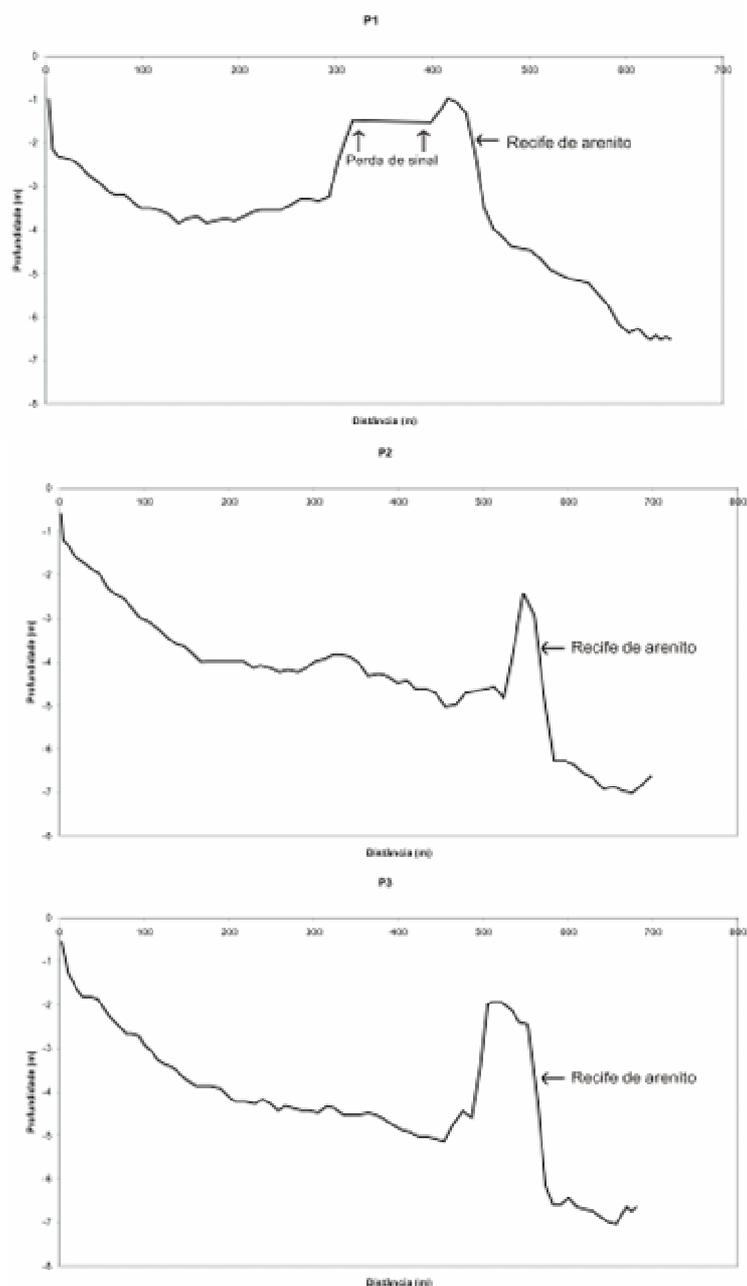 P1
0 100 200 300 400 500 600 700
0
-1
-2
-3
-4
-5
-6
-7
-8
Profundidade (m)
Perda de sinal
Recife de arenito
Distância (m)
P2
0 100 200 300 400 500 600 700 800
0
-1
-2
-3
-4
-5
-6
-7
-8
Profundidade (m)
Recife de arenito
Distância (m)
P3
0 100 200 300 400 500 600 700 800
0
-1
-2
-3
-4
-5
-6
-7
-8
Profundidade (m)
Recife de arenito
Distância (m)